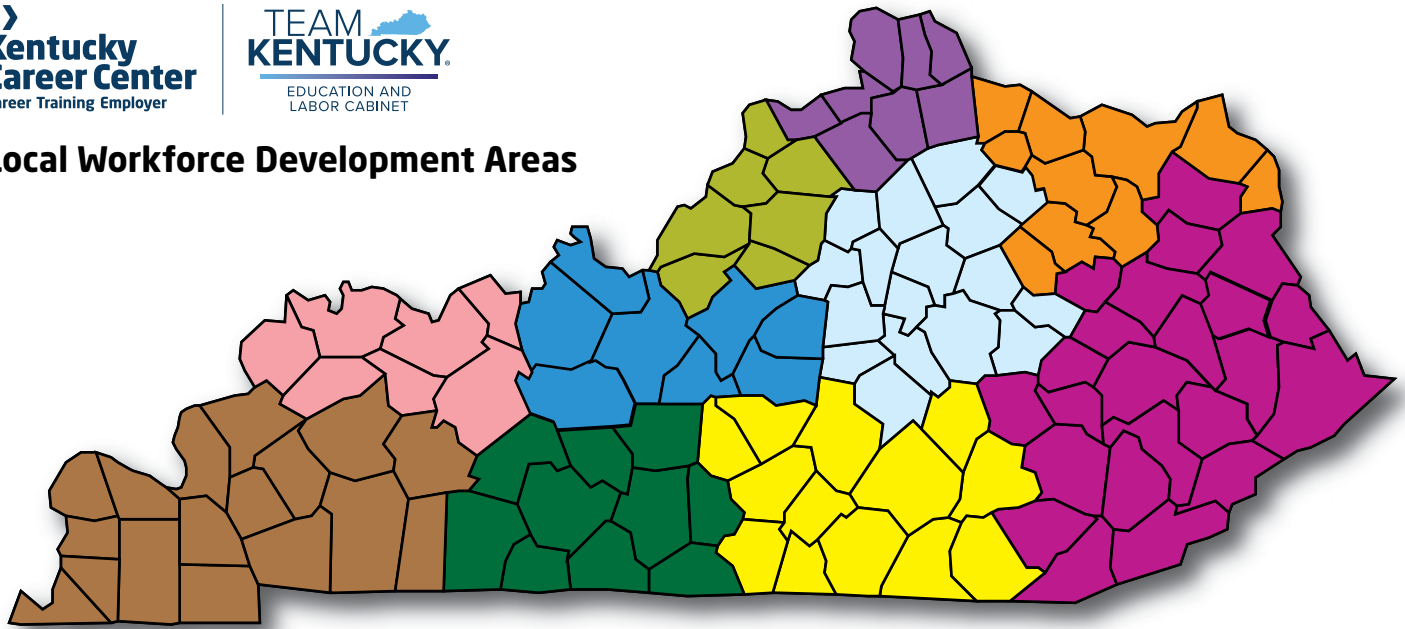 Kentucky
Career Center
Career Training Employer
TEAM
KENTUCKY®
EDUCATION AND
LABOR CABINET
Local Workforce Development Areas